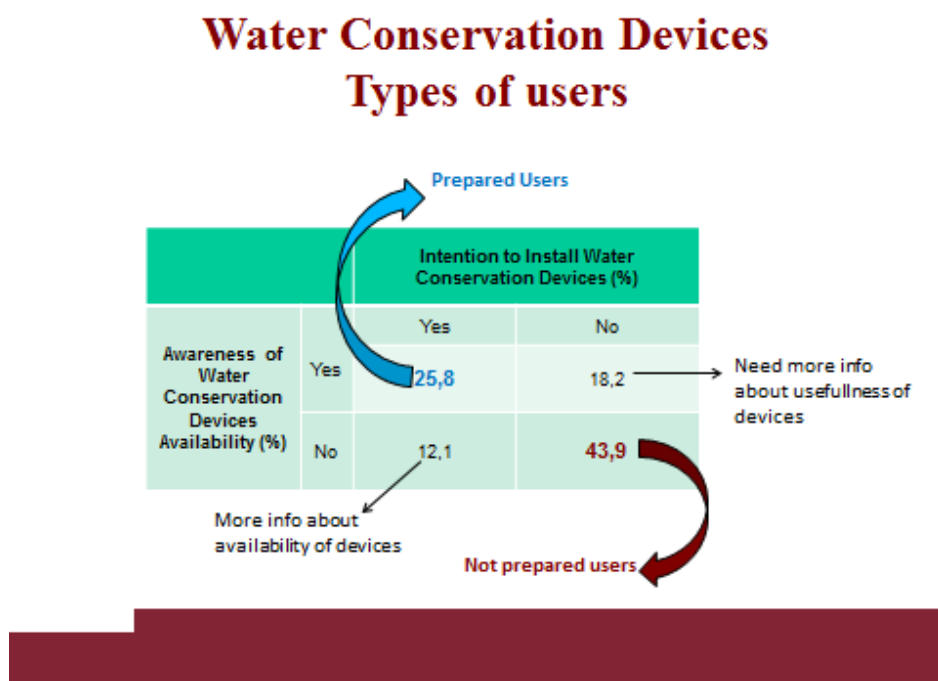 Water Conservation Devices
Types of users
Prepared Users
Intention to Install Water
Conservation Devices (%)
Yes
No
Awareness of
Water
Conservation
Devices
Availability (%)
Yes
25,8
18,2
Need more info
about usefullness of
devices
No
12,1
43,9
More info about
availability of devices
Not prepared users